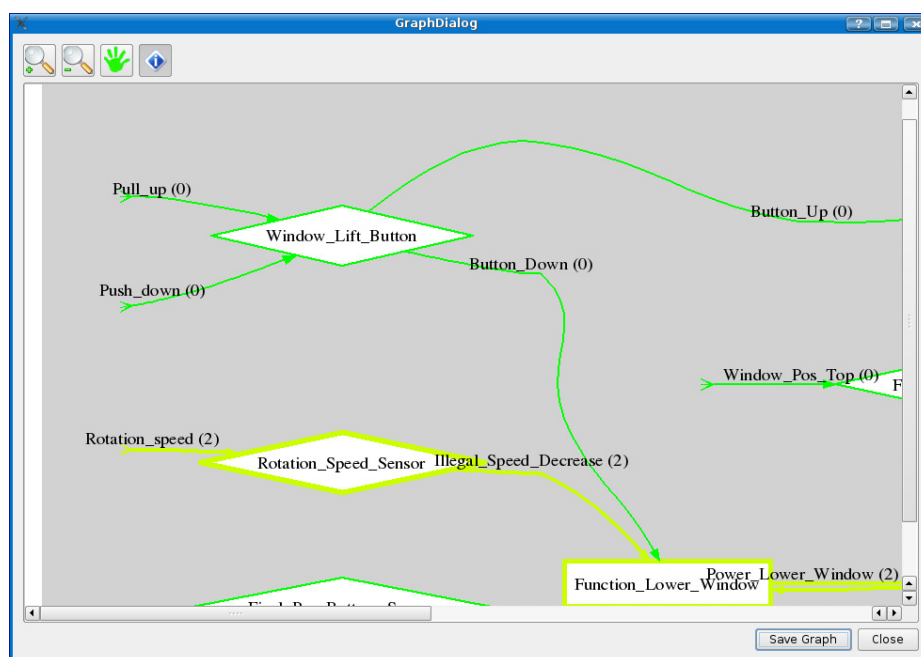 GraphDialog
Pull_up (0)
Button_Up (0)
Window_Lift_Button
Button_Down (0)
Push_down (0)
Window_Pos_Top (0)
F
Rotation_speed (2)
Rotation_Speed_Sensor
Illegal_Speed_Decrease (2)
Power_Lower_Window (2)
Function_Lower_Window
Save Graph
Close